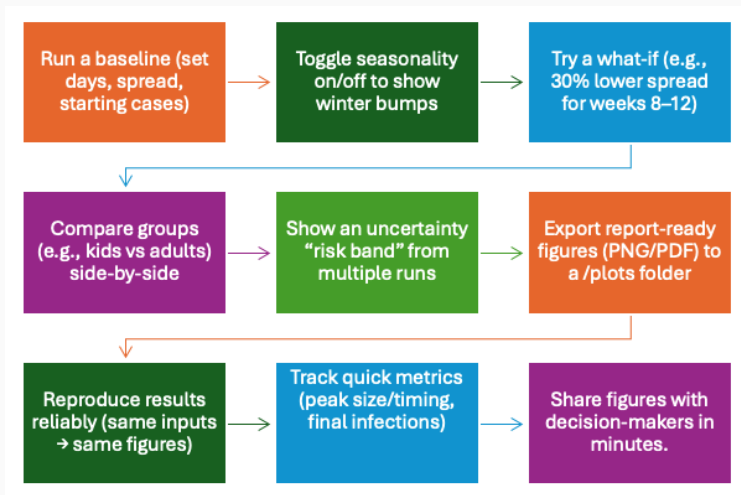 Run a baseline (set
days, spread,
starting cases)
Toggle seasonality
on/off to show
winter bumps
Try a what-if (e.g.,
30% lower spread
for weeks 8–12)
Compare groups
(e.g., kids vs adults)
side-by-side
Show an uncertainty
“risk band” from
multiple runs
Export report-ready
figures (PNG/PDF) to
a /plots folder
Reproduce results
reliably (same inputs
→ same figures)
Track quick metrics
(peak size/timing,
final infections)
Share figures with
decision-makers in
minutes.